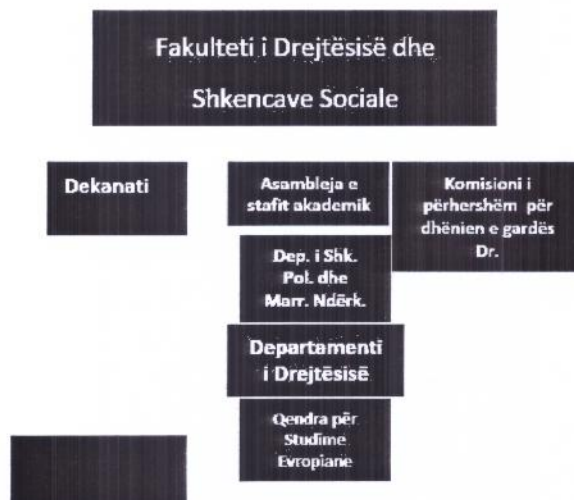 Fakulteti i Drejtësisë dhe
Shkencave Sociale
Dekanati
Asambleja e
stafit akademik
Komisioni i
përhershëm për
dhënien e gardës
Dr.
Dep. i Shk.
Pol. dhe
Marr. Ndërk.
Departamenti
i Drejtësisë
Qendra për
Studime
Evropiane